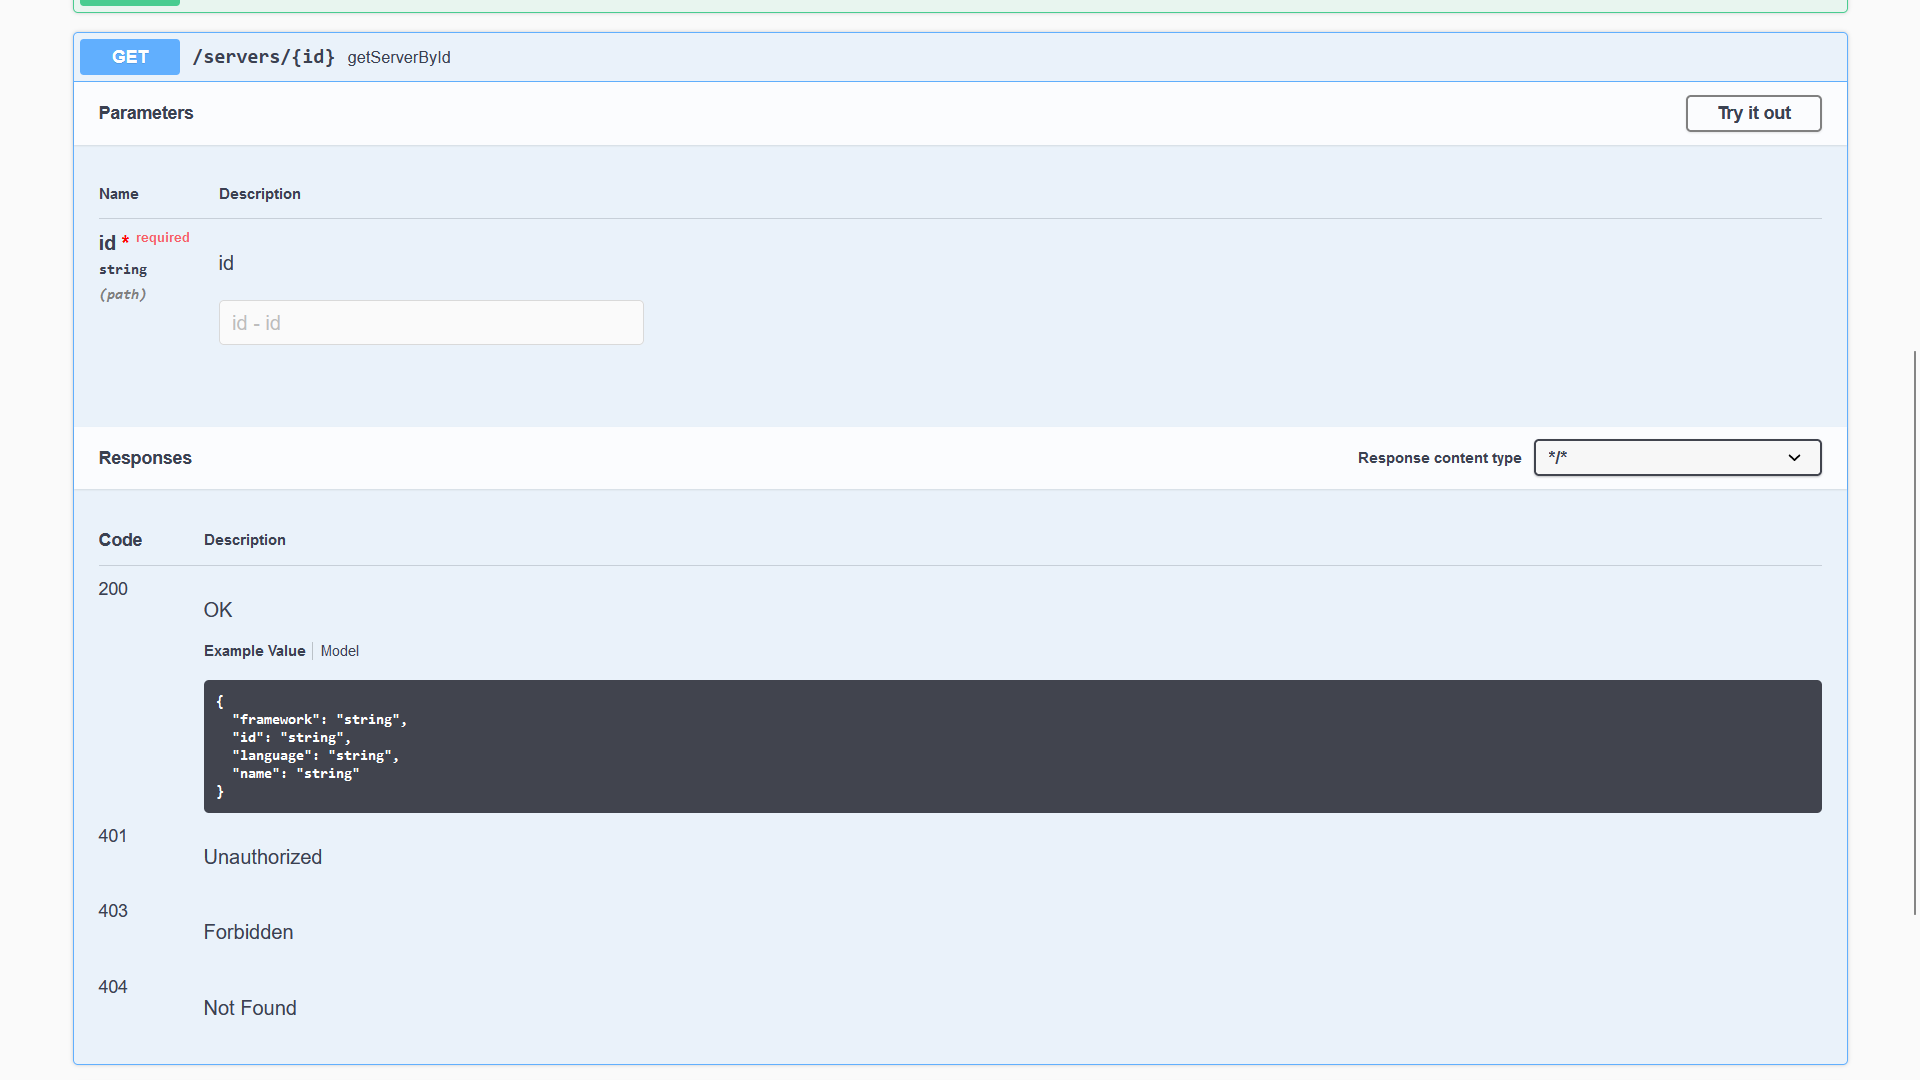 GET /servers/{id} getServerById
Parameters
Try it out
Name Description
id * required
string
(path)
id
id - id
Responses
Response content type */*
Code Description
200
OK
Example Value Model
{
  "framework": "string",
  "id": "string",
  "language": "string",
  "name": "string"
}
401
Unauthorized
403
Forbidden
404
Not Found